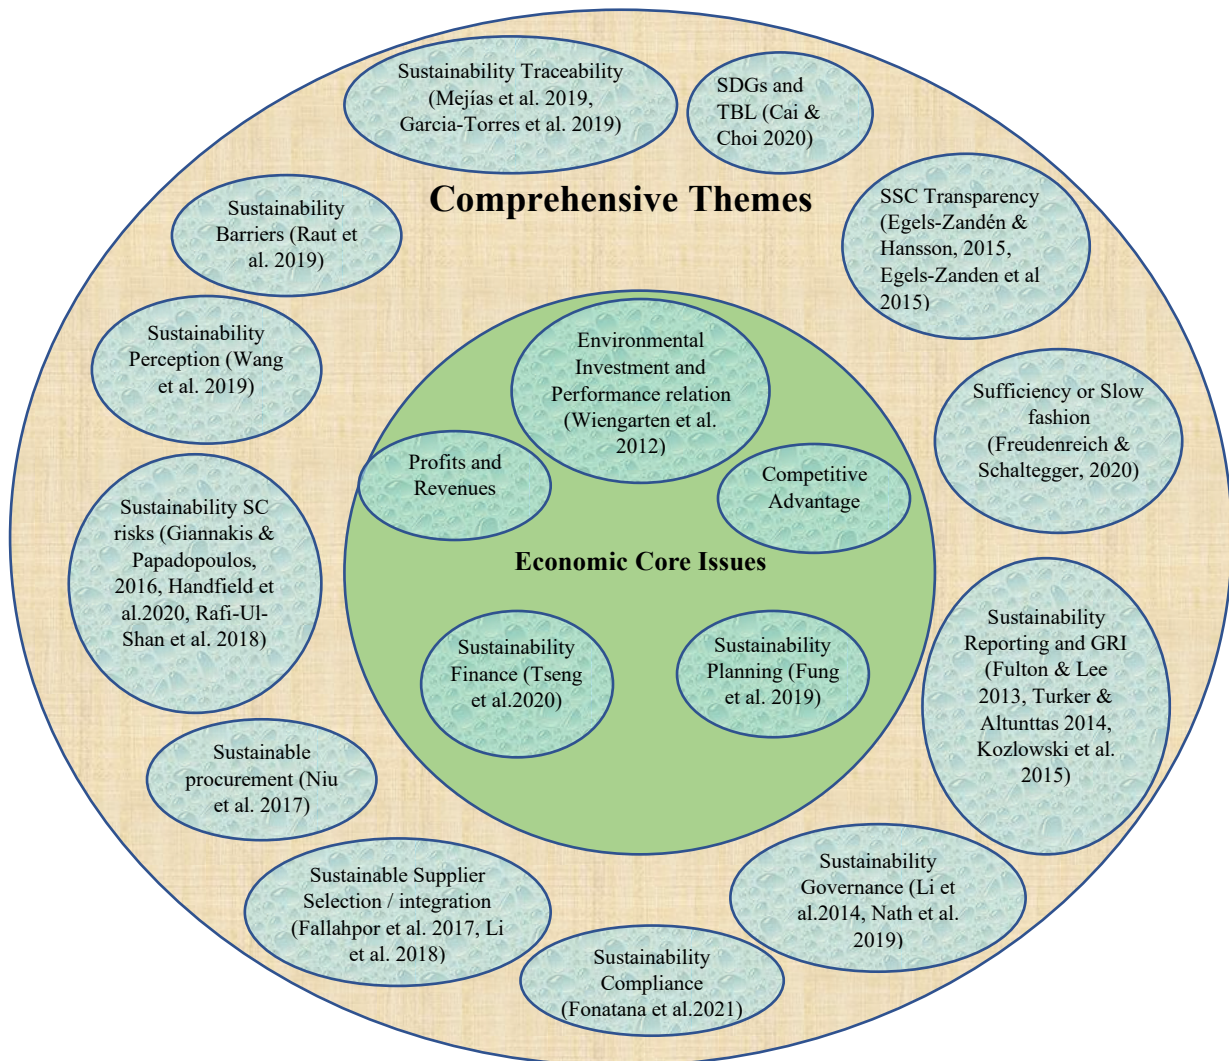 Sustainability Traceability
(Mejías et al. 2019,
Garcia-Torres et al. 2019)
SDGs and
TBL (Cai &
Choi 2020)
Comprehensive Themes
SSC Transparency
(Egels-Zandén &
Hansson, 2015,
Egels-Zanden et al
2015)
Sustainability
Barriers (Raut et
al. 2019)
Sustainability
Perception (Wang
et al. 2019)
Environmental
Investment and
Performance relation
(Wiengarten et al.
2012)
Sufficiency or Slow
fashion
(Freudenreich &
Schaltegger, 2020)
Profits and
Revenues
Competitive
Advantage
Sustainability SC
risks (Giannakis &
Papadopoulos,
2016, Handfield et
al.2020, Rafi-Ul-
Shan et al. 2018)
Economic Core Issues
Sustainability
Finance (Tseng
et al.2020)
Sustainability
Planning (Fung
et al. 2019)
Sustainability
Reporting and GRI
(Fulton & Lee
2013, Turker &
Altunttas 2014,
Kozlowski et al.
2015)
Sustainable
procurement (Niu
et al. 2017)
Sustainable Supplier
Selection / integration
(Fallahpor et al. 2017, Li
et al. 2018)
Sustainability
Governance (Li et
al.2014, Nath et al.
2019)
Sustainability
Compliance
(Fonatana et al.2021)